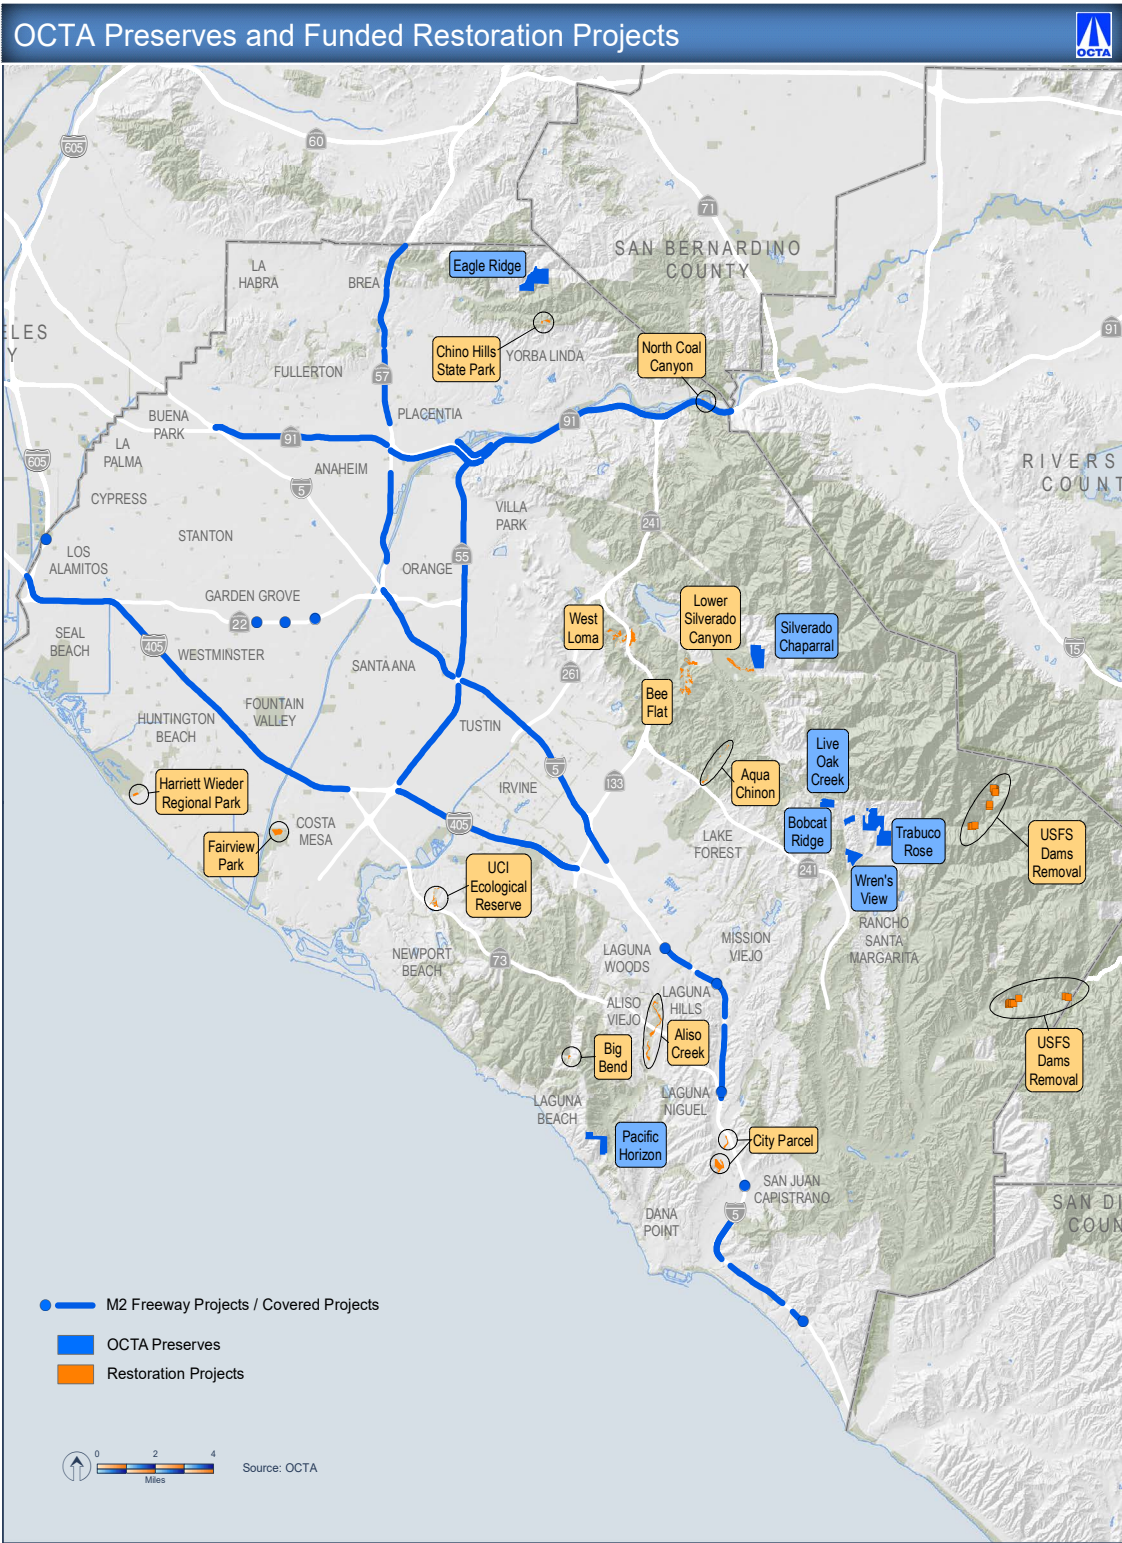 OCTA Preserves and Funded Restoration Projects
OCTA
605
60
71
SAN BERNARDINO
COUNTY
LA
HABRA
BREA
Eagle Ridge
91
Chino Hills
State Park
YORBA LINDA
North Coal
Canyon
FULLERTON
57
BUENA
PARK
PLACENTIA
91
91
LA
PALMA
605
ANAHEIM
5
CYPRESS
VILLA
PARK
241
STANTON
LOS
ALAMITOS
ORANGE
55
GARDEN GROVE
22
SEAL
BEACH
405
WESTMINSTER
SANTA ANA
West
Loma
Lower
Silverado
Canyon
Silverado
Chaparral
15
261
Bee
Flat
FOUNTAIN
VALLEY
HUNTINGTON
BEACH
TUSTIN
Live
Oak
Creek
5
133
Aqua
Chinon
IRVINE
Harriett Wieder
Regional Park
COSTA
MESA
405
Fairview
Park
LAKE
FOREST
Bobcat
Ridge
Trabuco
Rose
USFS
Dams
Removal
241
Wren's
View
UCI
Ecological
Reserve
RANCHO
SANTA
MARGARITA
NEWPORT
BEACH
73
LAGUNA
WOODS
MISSION
VIEJO
ALISO
VIEJO
LAGUNA
HILLS
Big
Bend
Aliso
Creek
USFS
Dams
Removal
LAGUNA
BEACH
LAGUNA
NIGUEL
Pacific
Horizon
City Parcel
SAN JUAN
CAPISTRANO
DANA
POINT
5
SAN DI
COUN
ELES
Y
RIVERS
COUNT
M2 Freeway Projects / Covered Projects
OCTA Preserves
Restoration Projects
0 2 4
Miles
Source: OCTA